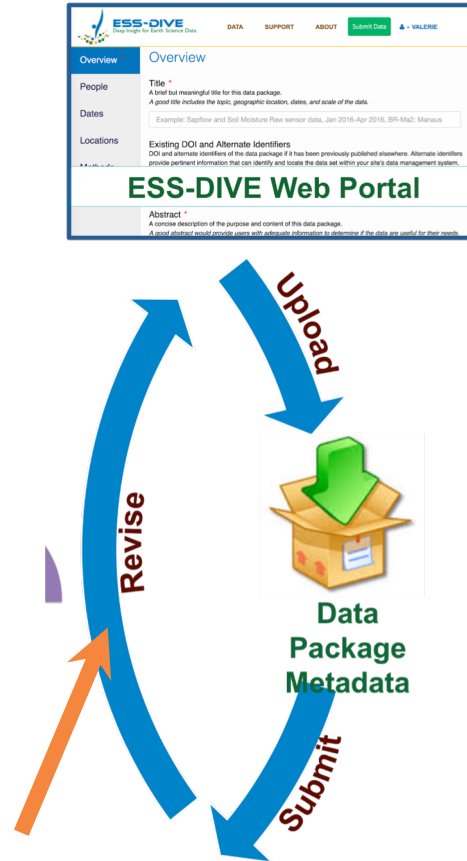 ESS-DIVE
Deep Insight for Earth Science Data
DATA SUPPORT ABOUT Submit Data - VALERIE
Overview *
People
Dates
Locations
Overview
Title *
A brief but meaningful title for this data package.
A good title includes the topic, geographic location, dates, and scale of the data.
Example: Sapflow and Soil Moisture Raw sensor data, Jan 2016-Apr 2016, BR-Ma2: Manaus
Existing DOI and Alternate Identifiers
DOI and alternate identifiers of the data package if it has been previously published elsewhere. Alternate identifers
provide pertinent information that can identify and locate the data set within your site's data management system.
ESS-DIVE Web Portal
Abstract *
A concise description of the purpose and content of this data package.
A good abstract would provide users with adequate information to determine if the data are useful for their needs.
Upload
Revise
Data
Package
Metadata
Submit